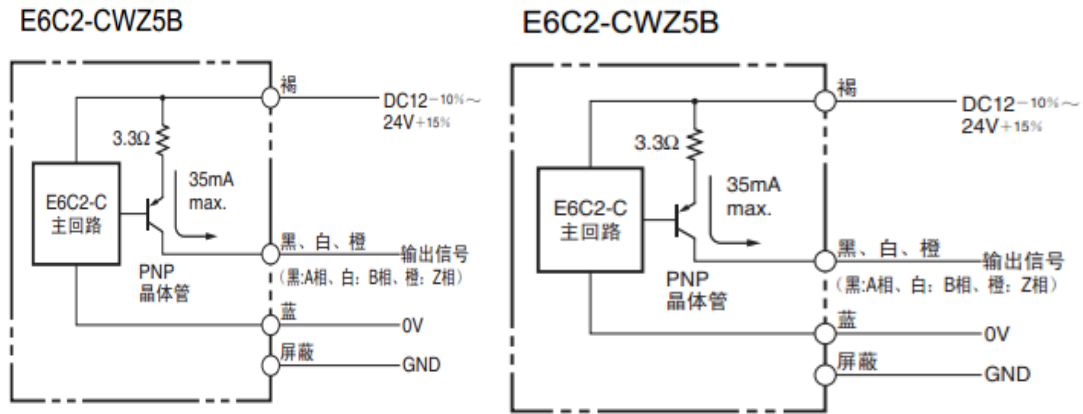 E6C2-CWZ5B
褐
DC12-10%～
24V+15%
3.3Ω
35mA
max.
E6C2-C
主回路
黑、白、橙
输出信号
（黑:A相、白：B相、橙：Z相）
PNP
晶体管
蓝
0V
屏蔽
GND
E6C2-CWZ5B
褐
DC12-10%～
24V+15%
3.3Ω
35mA
max.
E6C2-C
主回路
黑、白、橙
输出信号
（黑:A相、白：B相、橙：Z相）
PNP
晶体管
蓝
0V
屏蔽
GND